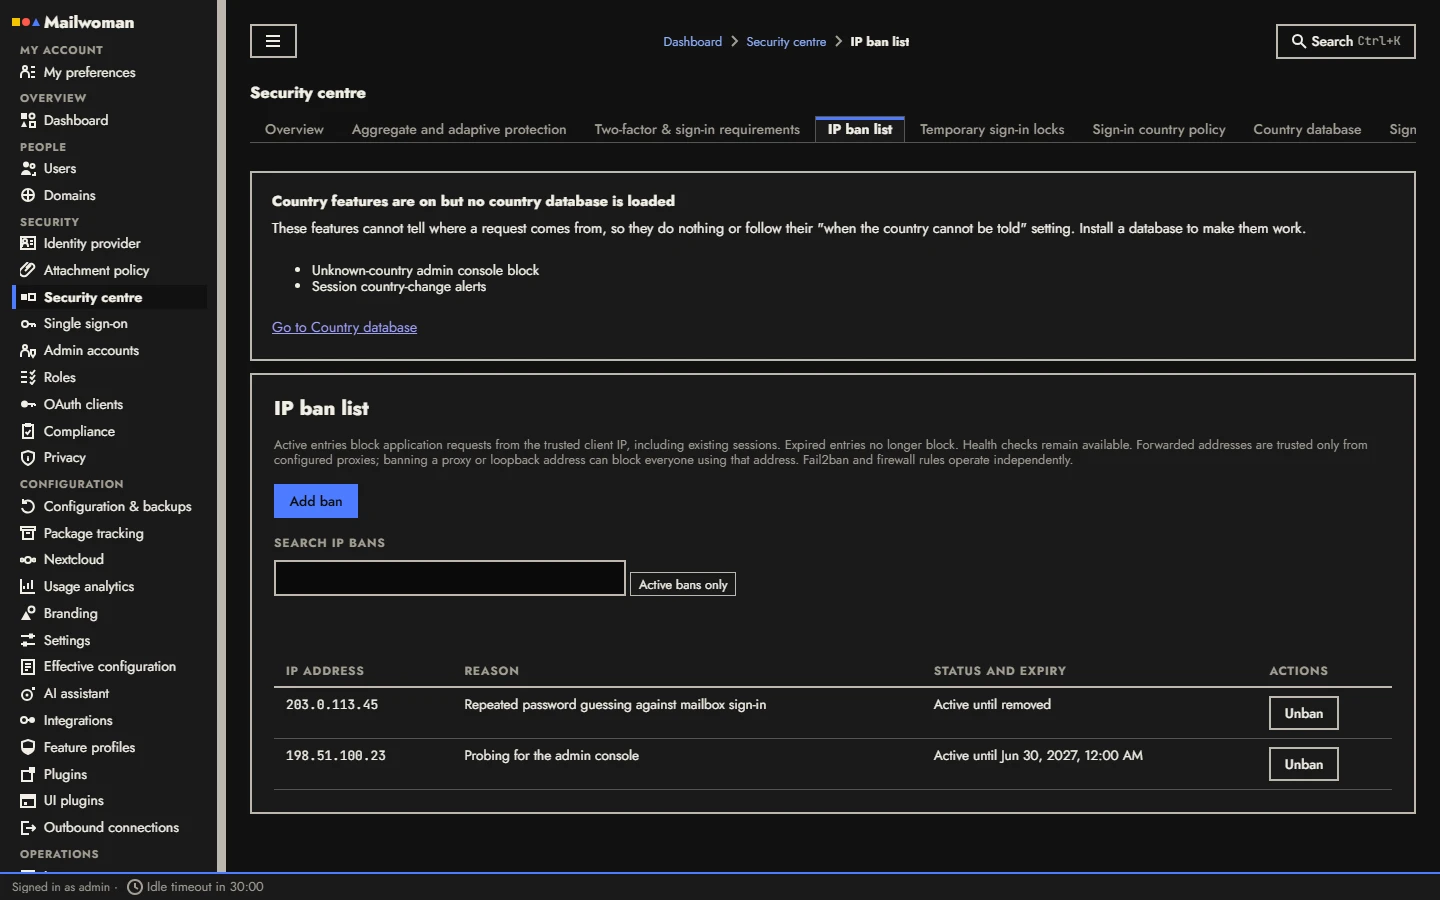 Mailwoman
MY ACCOUNT
My preferences
OVERVIEW
Dashboard
PEOPLE
Users
Domains
SECURITY
Identity provider
Attachment policy
Security centre
Single sign-on
Admin accounts
Roles
OAuth clients
Compliance
Privacy
CONFIGURATION
Configuration & backups
Package tracking
Nextcloud
Usage analytics
Branding
Settings
Effective configuration
AI assistant
Integrations
Feature profiles
Plugins
UI plugins
Outbound connections
OPERATIONS
Dashboard > Security centre > IP ban list
Search Ctrl+K
Security centre
Overview Aggregate and adaptive protection Two-factor & sign-in requirements IP ban list Temporary sign-in locks Sign-in country policy Country database Sign
Country features are on but no country database is loaded
These features cannot tell where a request comes from, so they do nothing or follow their "when the country cannot be told" setting. Install a database to make them work.
• Unknown-country admin console block
• Session country-change alerts
Go to Country database
IP ban list
Active entries block application requests from the trusted client IP, including existing sessions. Expired entries no longer block. Health checks remain available. Forwarded addresses are trusted only from
configured proxies; banning a proxy or loopback address can block everyone using that address. Fail2ban and firewall rules operate independently.
Add ban
SEARCH IP BANS
Active bans only
IP ADDRESS REASON STATUS AND EXPIRY ACTIONS
203.0.113.45 Repeated password guessing against mailbox sign-in Active until removed Unban
198.51.100.23 Probing for the admin console Active until Jun 30, 2027, 12:00 AM Unban
Signed in as admin · Idle timeout in 30:00